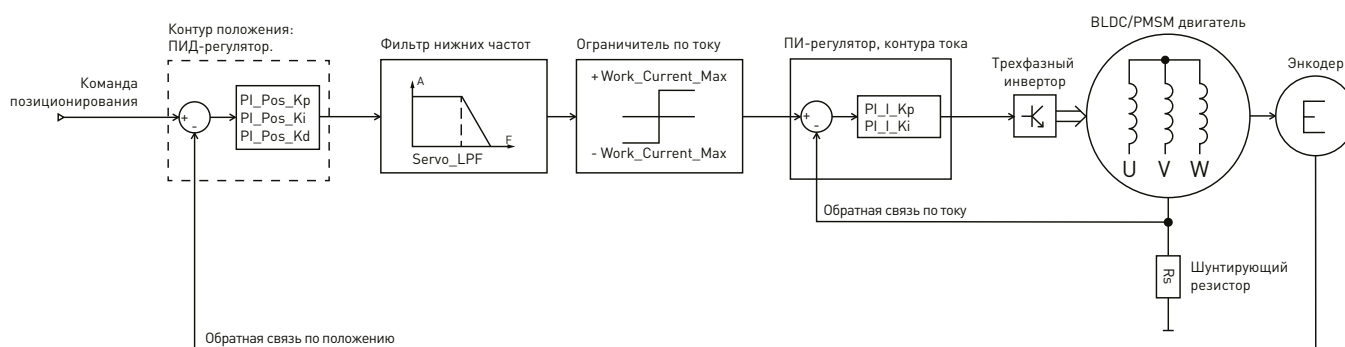 Контур положения:
ПИД-регулятор.
Команда
позиционирования
+
-
PI_Pos_Kp
PI_Pos_Ki
PI_Pos_Kd
Фильтр нижних частот
A
F
Servo_LPF
Ограничитель по току
+ Work_Current_Max
- Work_Current_Max
ПИ-регулятор, контура тока
+
-
PI_I_Kp
PI_I_Ki
Трехфазный
инвертор
BLDC/PMSM двигатель
U V W
Энкодер
E
Обратная связь по току
Rs
Шунтирующий
резистор
Обратная связь по положению